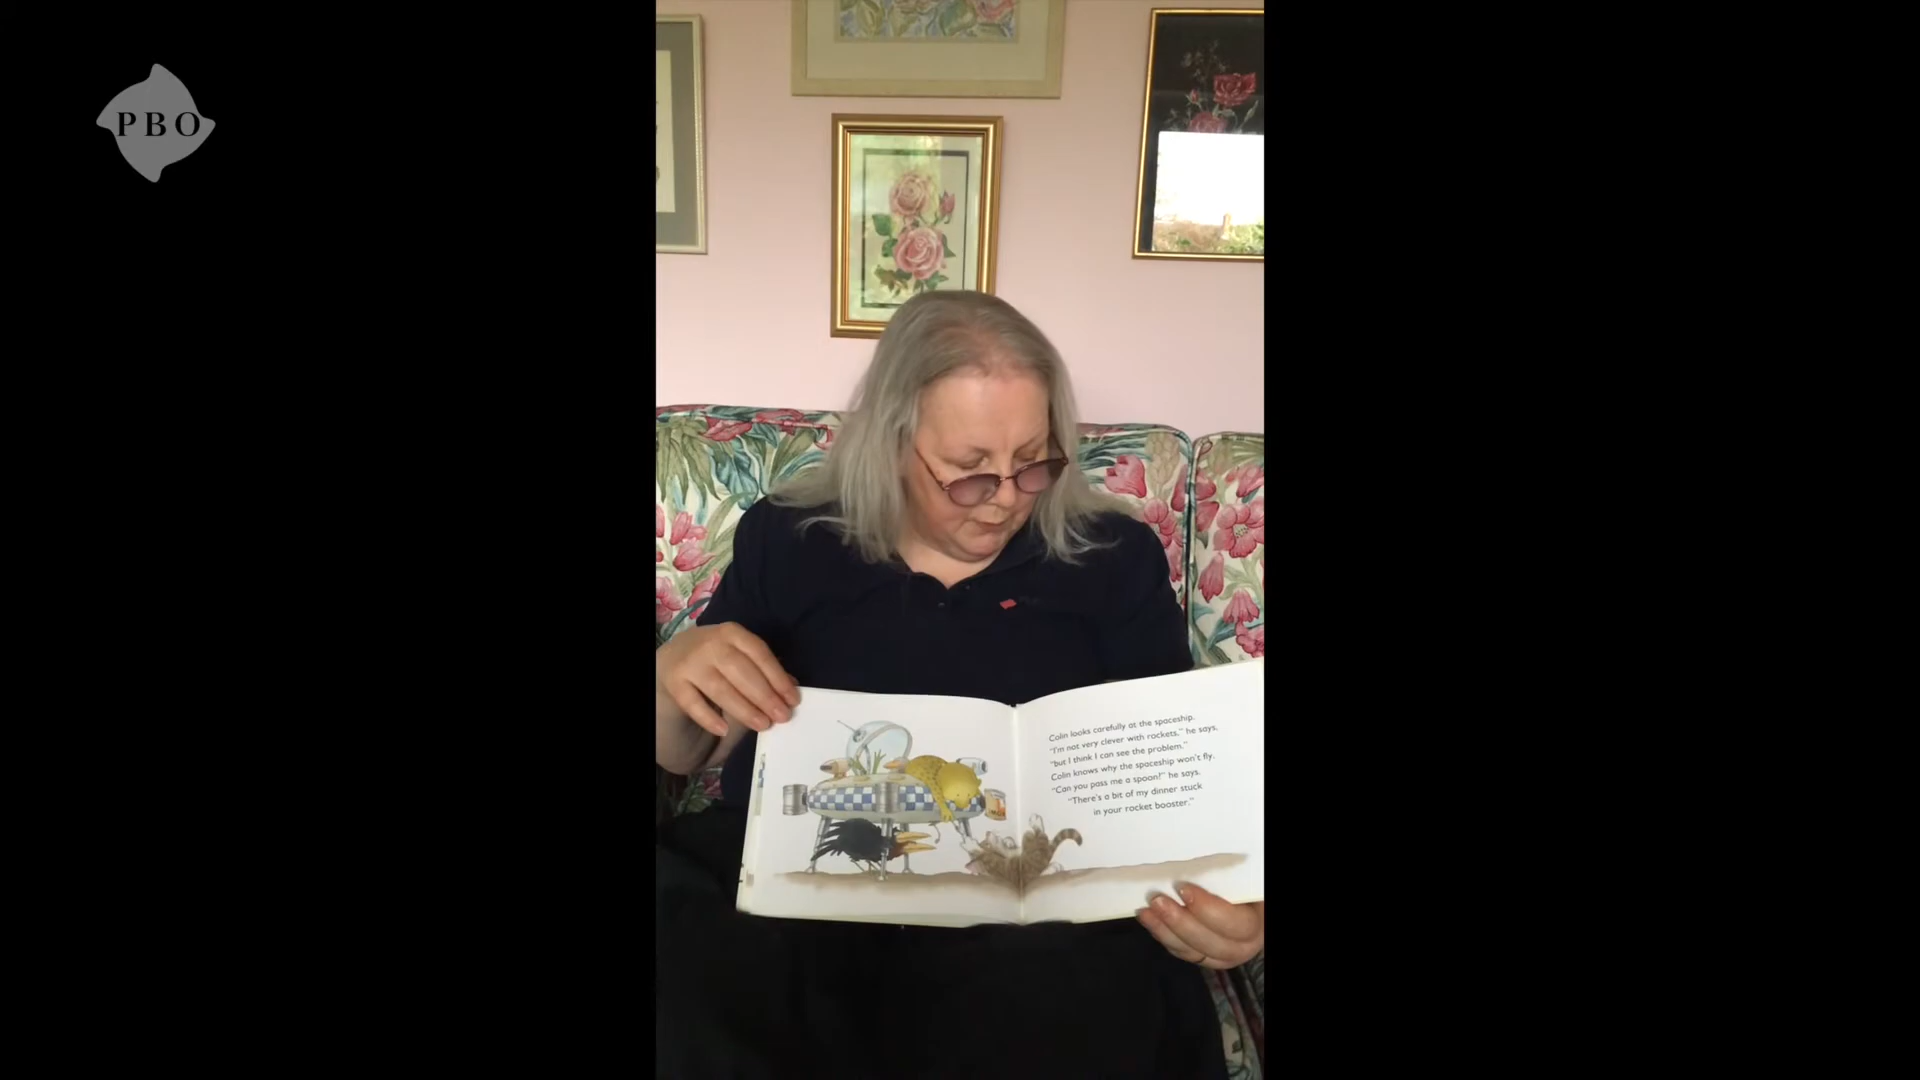 PBO
Colin looks carefully at the spaceship.
"I'm not very clever with rockets," he says,
"but I think I can see the problem."
Colin knows why the spaceship won't fly.
"Can you pass me a spoon?" he says.
"There's a bit of my dinner stuck
in your rocket booster."